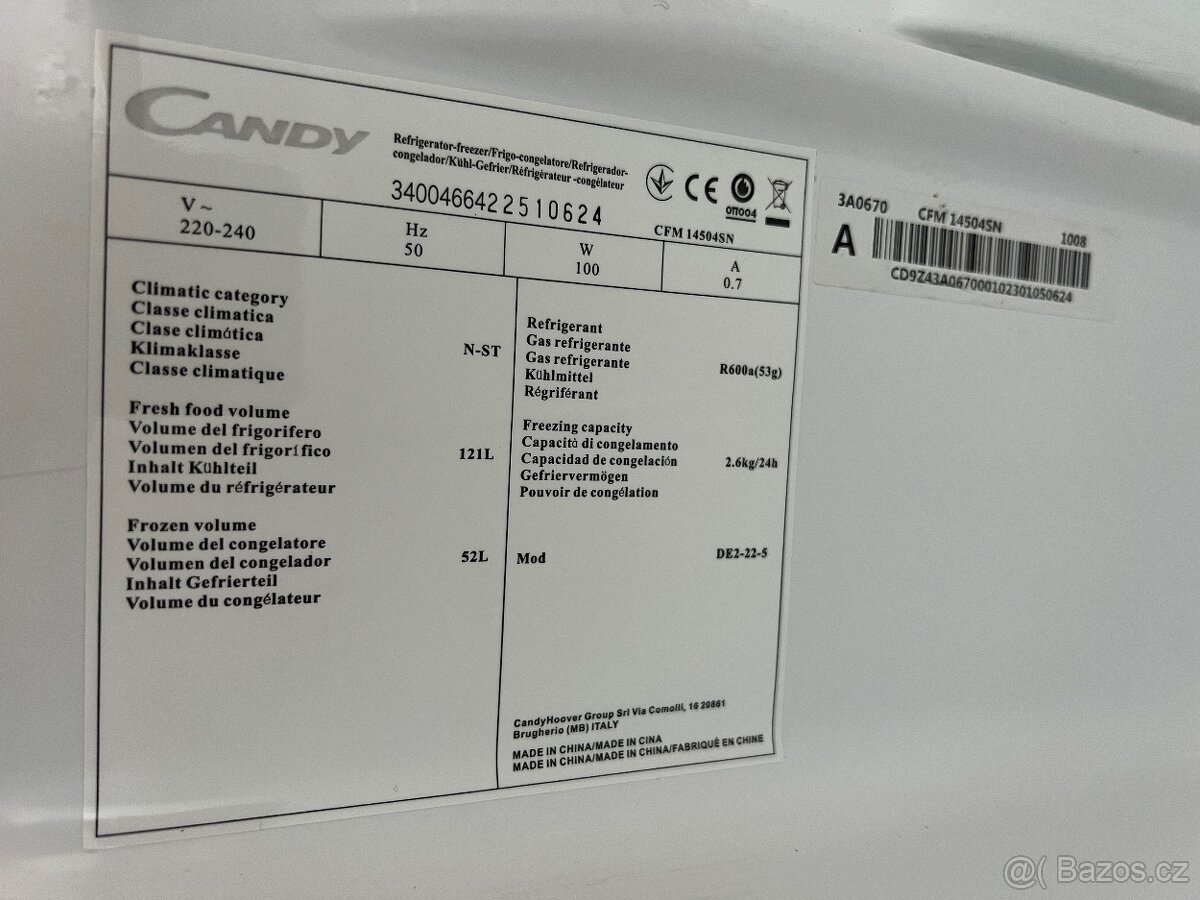 CANDY
Refrigerator-freezer/Frigo-congelatore/Refrigerador-
congelador/Kühl-Gefrier/Réfrigérateur -congélateur
3400466422510624
CE
011004
CFM 14504SN
V ~
220-240
Hz
50
W
100
A
0.7
Climatic category
Classe climatica
Clase climática
Klimaklasse
Classe climatique
N-ST
Fresh food volume
Volume del frigorifero
Volumen del frigorífico
Inhalt Kühlteil
Volume du réfrigérateur
121L
Frozen volume
Volume del congelatore
Volumen del congelador
Inhalt Gefrierteil
Volume du congélateur
52L
Refrigerant
Gas refrigerante
Gas refrigerante
Kühlmittel
Régriférant
R600a(53g)
Freezing capacity
Capacità di congelamento
Capacidad de congelación
Gefriervermögen
Pouvoir de congélation
2.6kg/24h
Mod
DE2-22-5
CandyHoover Group Srl Via Comolli, 16 20861
Brugherio (MB) ITALY
MADE IN CHINA/MADE IN CINA
MADE IN CHINA/MADE IN CHINA/FABRIQUÉ EN CHINE
3A0670
CFM 14504SN
1008
A
CD9Z43A067000102301050624
@( Bazos.cz